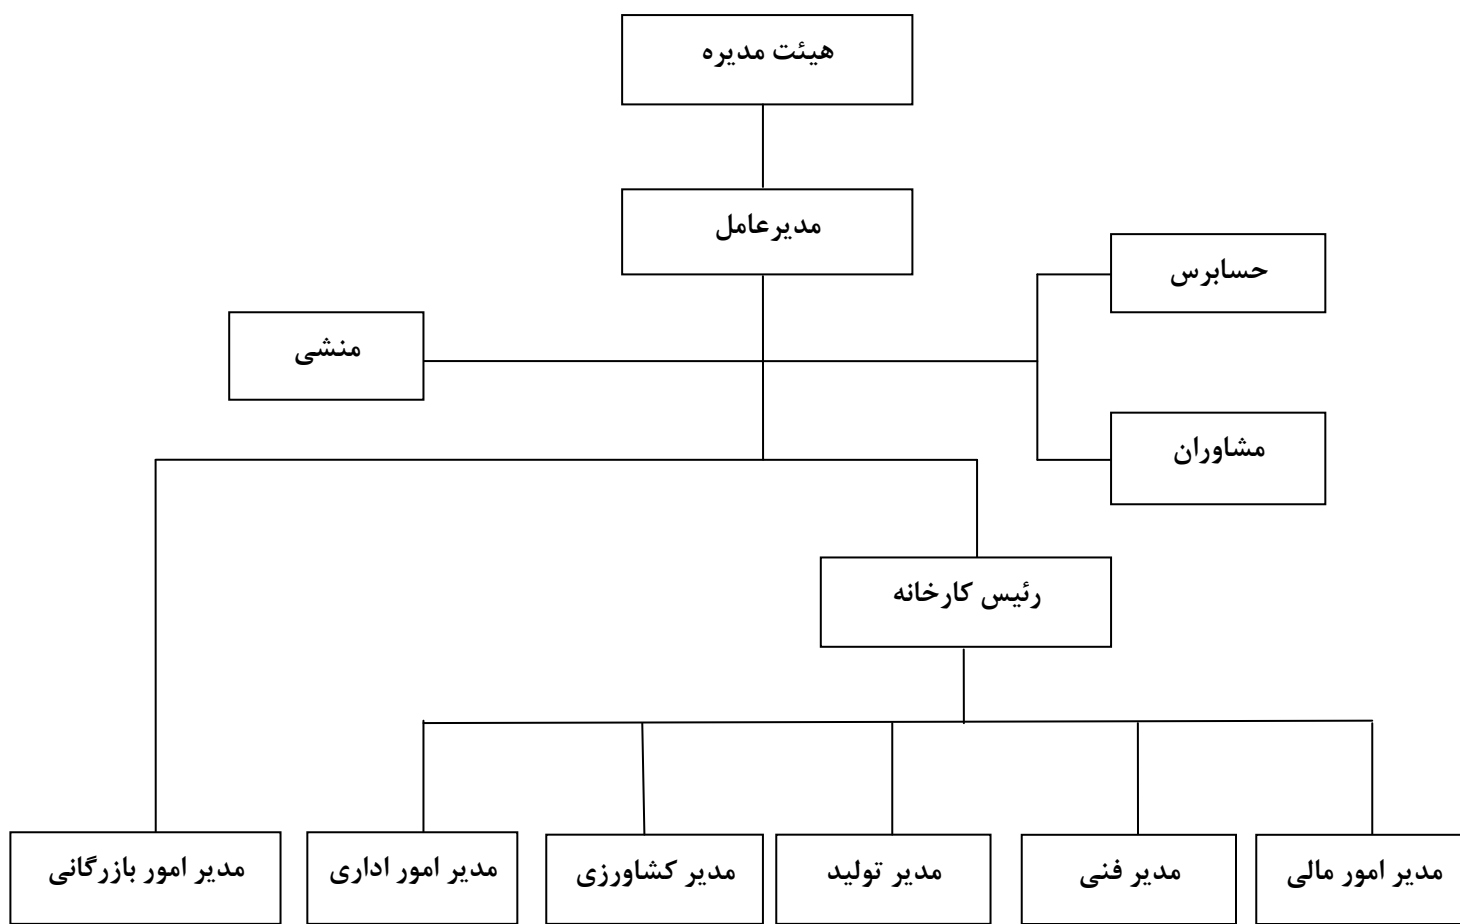 هیئت مدیره
مدیرعامل
حسابرس
منشی
مشاوران
رئیس کارخانه
مدیر امور مالی
مدیر فنی
مدیر تولید
مدیر کشاورزی
مدیر امور اداری
مدیر امور بازرگانی